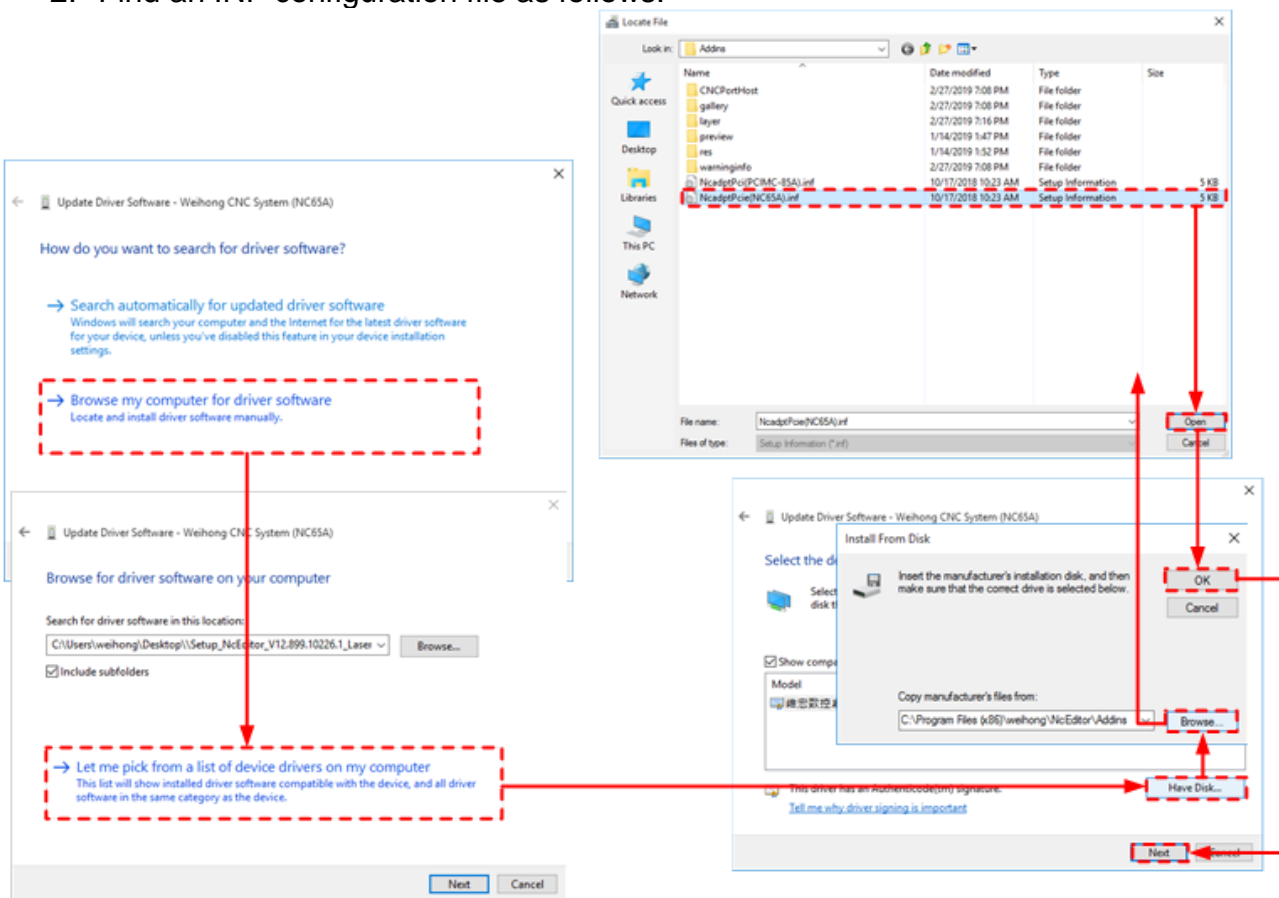 2. Find an INF configuration file as follows:
Locate File
Look in:
Addins
Name
Date modified
Type
Size
CNCPortHost
2/27/2019 7:08 PM
File folder
gallery
2/27/2019 7:08 PM
File folder
layer
2/27/2019 7:16 PM
File folder
preview
1/14/2019 1:47 PM
File folder
res
1/14/2019 1:52 PM
File folder
warninginfo
2/27/2019 7:08 PM
File folder
NcadptPci(PCIMC-85A).inf
10/17/2018 10:23 AM
Setup Information
5 KB
NcadptPcie(NC65A).inf
10/17/2018 10:23 AM
Setup Information
5 KB
Quick access
Desktop
Libraries
This PC
Network
File name:
NcadptPcie(NC65A).inf
Open
Files of type:
Setup Information (*.inf)
Cancel
Update Driver Software - Weihong CNC System (NC65A)
How do you want to search for driver software?
Search automatically for updated driver software
Windows will search your computer and the Internet for the latest driver software
for your device, unless you've disabled this feature in your device installation
settings.
Browse my computer for driver software
Locate and install driver software manually.
Update Driver Software - Weihong CNC System (NC65A)
Browse for driver software on your computer
Search for driver software in this location:
C:\Users\weihong\Desktop\\Setup_NcEditor_V12.899.10226.1_Laser
Browse...
Include subfolders
Let me pick from a list of device drivers on my computer
This list will show installed driver software compatible with the device, and all driver
software in the same category as the device.
Next
Cancel
Update Driver Software - Weihong CNC System (NC65A)
Select the de
Select
disk t
Show compa
Model
維宏數控
Install From Disk
Insert the manufacturer's installation disk, and then
make sure that the correct drive is selected below.
OK
Cancel
Copy manufacturer's files from:
C:\Program Files (x86)\weihong\NcEditor\Addins
Browse...
This driver has an Authenticode(tm) signature.
Have Disk...
Tell me why driver signing is important
Next
Cancel